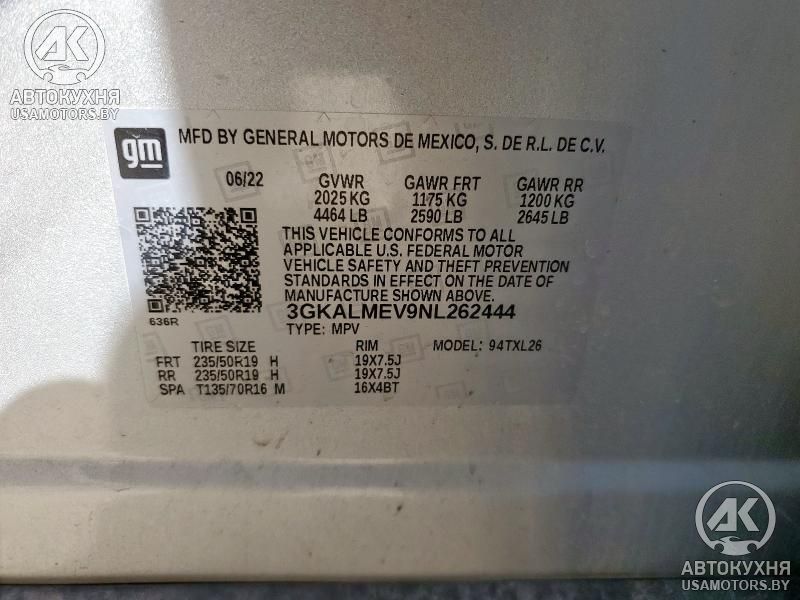 АК
АВТОКУХНЯ
USAMOTORS.BY
gm
MFD BY GENERAL MOTORS DE MEXICO, S. DE R.L. DE C.V.
06/22 GVWR GAWR FRT GAWR RR
2025 KG 1175 KG 1200 KG
4464 LB 2590 LB 2645 LB
THIS VEHICLE CONFORMS TO ALL
APPLICABLE U.S. FEDERAL MOTOR
VEHICLE SAFETY AND THEFT PREVENTION
STANDARDS IN EFFECT ON THE DATE OF
MANUFACTURE SHOWN ABOVE.
3GKALMEV9NL262444
636R
TYPE: MPV
TIRE SIZE RIM MODEL: 94TXL26
FRT 235/50R19 H 19X7.5J
RR 235/50R19 H 19X7.5J
SPA T135/70R16 M 16X4BT
АК
АВТОКУХНЯ
USAMOTORS.BY